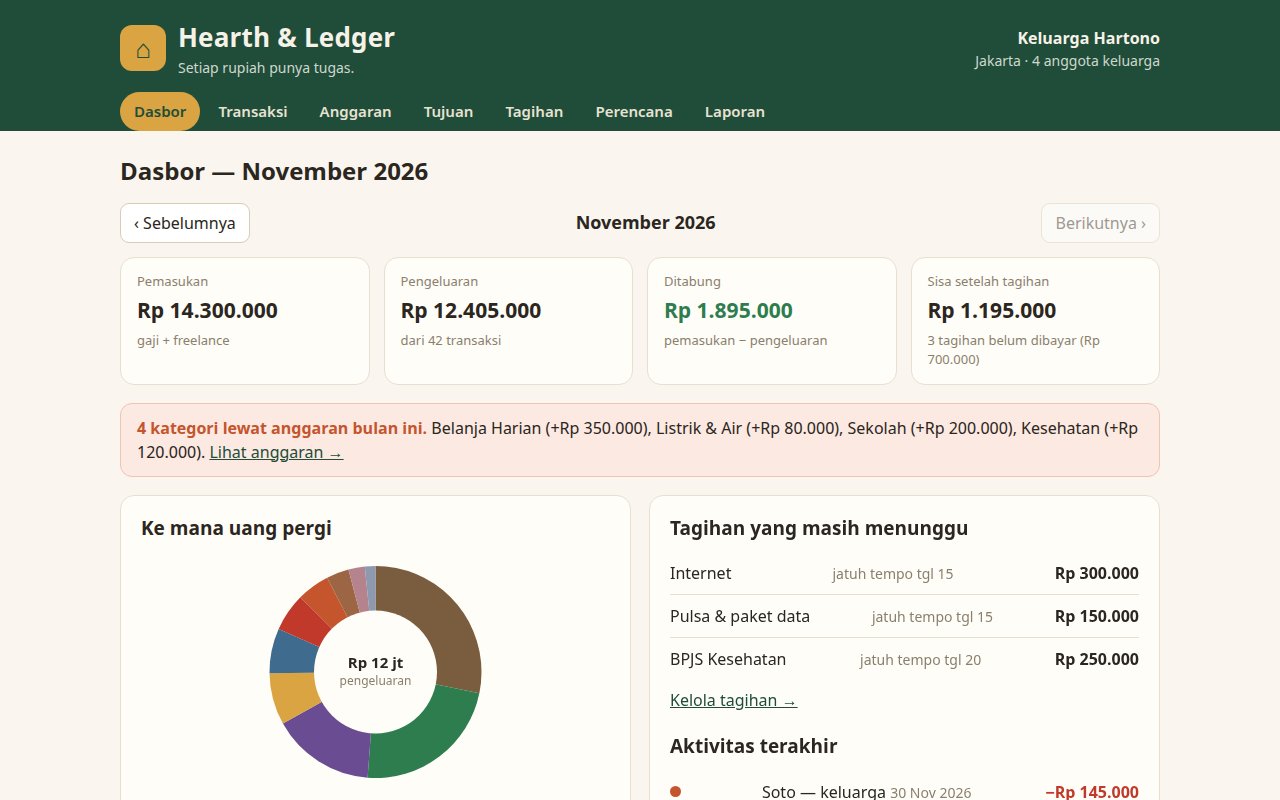 Hearth & Ledger
Setiap rupiah punya tugas.
Keluarga Hartono
Jakarta · 4 anggota keluarga
Dasbor Transaksi Anggaran Tujuan Tagihan Perencana Laporan
Dasbor — November 2026
‹ Sebelumnya
November 2026
Berikutnya ›
Pemasukan
Rp 14.300.000
gaji + freelance
Pengeluaran
Rp 12.405.000
dari 42 transaksi
Ditabung
Rp 1.895.000
pemasukan − pengeluaran
Sisa setelah tagihan
Rp 1.195.000
3 tagihan belum dibayar (Rp
700.000)
4 kategori lewat anggaran bulan ini. Belanja Harian (+Rp 350.000), Listrik & Air (+Rp 80.000), Sekolah (+Rp 200.000), Kesehatan (+Rp
120.000). Lihat anggaran →
Ke mana uang pergi
Rp 12 jt
pengeluaran
Tagihan yang masih menunggu
Internet jatuh tempo tgl 15 Rp 300.000
Pulsa & paket data jatuh tempo tgl 15 Rp 150.000
BPJS Kesehatan jatuh tempo tgl 20 Rp 250.000
Kelola tagihan →
Aktivitas terakhir
Soto — keluarga 30 Nov 2026 −Rp 145.000